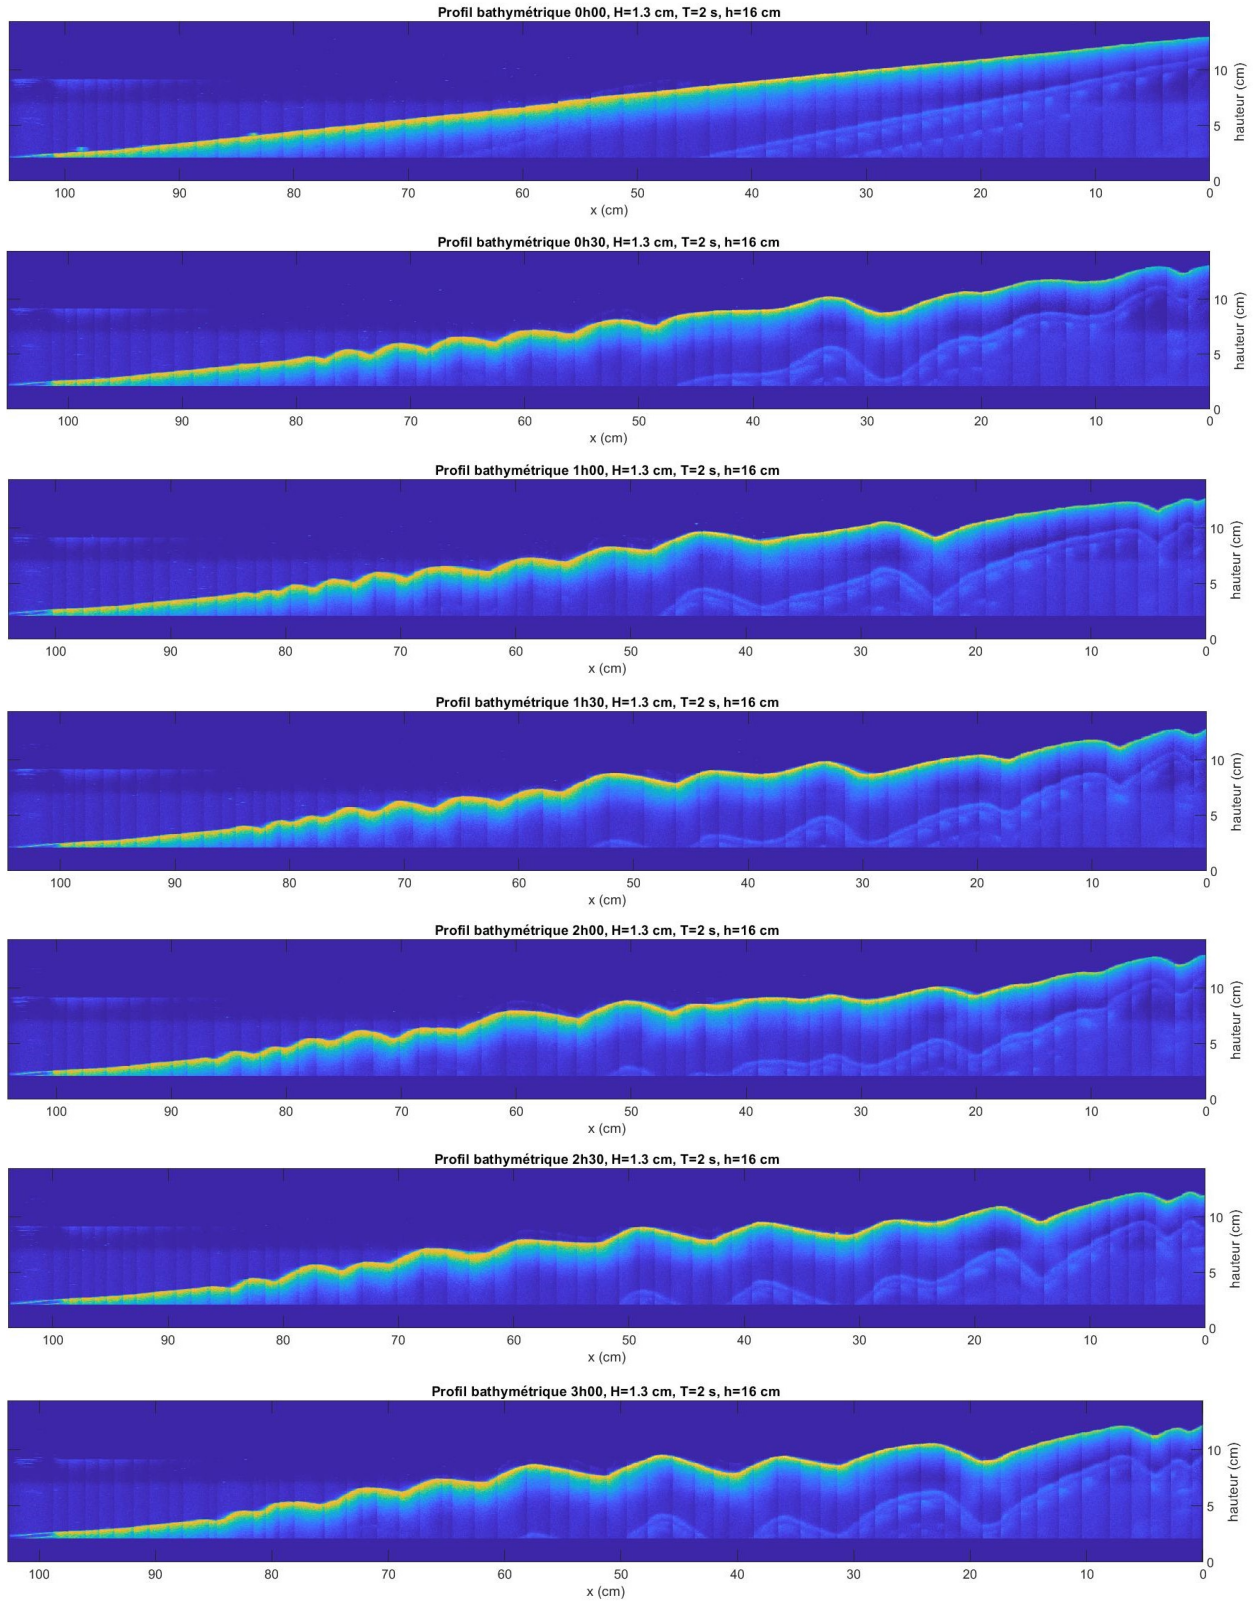 Profil bathymétrique 0h00, H=1.3 cm, T=2 s, h=16 cm
10
5
0
hauteur (cm)
100 90 80 70 60 50 40 30 20 10 0
x (cm)
Profil bathymétrique 0h30, H=1.3 cm, T=2 s, h=16 cm
10
5
0
hauteur (cm)
100 90 80 70 60 50 40 30 20 10 0
x (cm)
Profil bathymétrique 1h00, H=1.3 cm, T=2 s, h=16 cm
10
5
0
hauteur (cm)
100 90 80 70 60 50 40 30 20 10 0
x (cm)
Profil bathymétrique 1h30, H=1.3 cm, T=2 s, h=16 cm
10
5
0
hauteur (cm)
100 90 80 70 60 50 40 30 20 10 0
x (cm)
Profil bathymétrique 2h00, H=1.3 cm, T=2 s, h=16 cm
10
5
0
hauteur (cm)
100 90 80 70 60 50 40 30 20 10 0
x (cm)
Profil bathymétrique 2h30, H=1.3 cm, T=2 s, h=16 cm
10
5
0
hauteur (cm)
100 90 80 70 60 50 40 30 20 10 0
x (cm)
Profil bathymétrique 3h00, H=1.3 cm, T=2 s, h=16 cm
10
5
0
hauteur (cm)
100 90 80 70 60 50 40 30 20 10 0
x (cm)